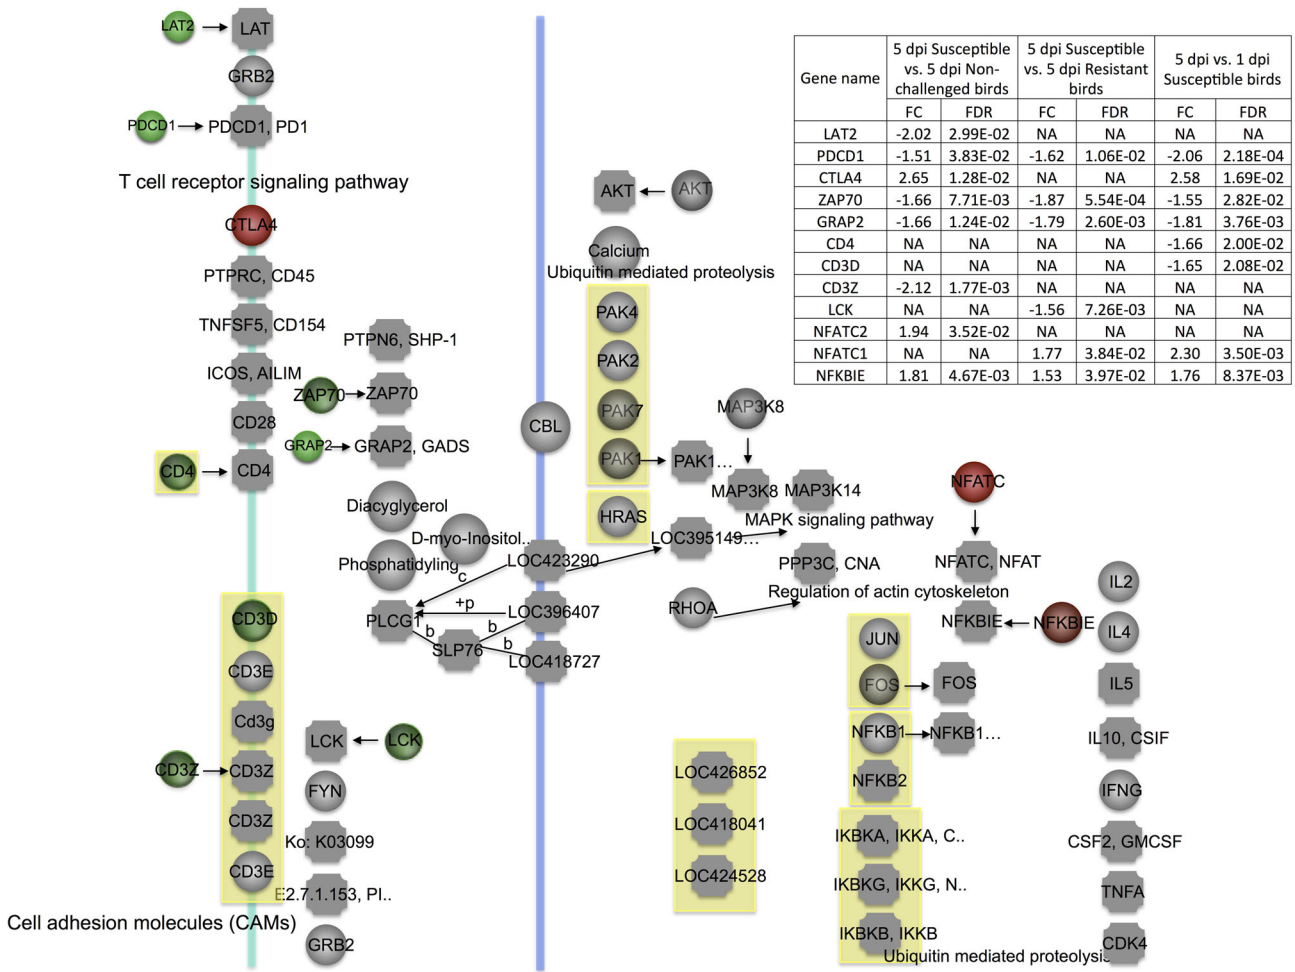 LAT2
LAT
GRB2
PDCD1
PDCD1, PD1
T cell receptor signaling pathway
CTLA4
PTPRC, CD45
TNFSF5, CD154
ICOS, AILIM
CD28
CD4
CD4
PTPN6, SHP-1
ZAP70
ZAP70
GRAP2
GRAP2, GADS
Diacyglycerol
D-myo-Inositol..
Phosphatidyling
PLCG1
SLP76
c
+p
b
b
b
CBL
LOC423290
LOC396407
LOC418727
CD3D
CD3E
Cd3g
CD3Z
CD3Z
CD3Z
CD3E
Cell adhesion molecules (CAMs)
LCK
LCK
FYN
Ko: K03099
E2.7.1.153, PI..
GRB2
AKT
AKT
Calcium
Ubiquitin mediated proteolysis
PAK4
PAK2
PAK7
PAK1
PAK1...
HRAS
MAP3K8
MAP3K8
MAP3K14
MAPK signaling pathway
LOC395149...
PPP3C, CNA
RHOA
Regulation of actin cytoskeleton
NFATC
NFATC, NFAT
NFKBIE
NFKBIE
JUN
FOS
FOS
NFKB1
NFKB1...
NFKB2
LOC426852
LOC418041
LOC424528
IKBKA, IKKA, C..
IKBKG, IKKG, N..
IKBKB, IKKB
Ubiquitin mediated proteolysis
IL2
IL4
IL5
IL10, CSIF
IFNG
CSF2, GMCSF
TNFA
CDK4
Gene name
5 dpi Susceptible
vs. 5 dpi Non-
challenged birds
5 dpi Susceptible
vs. 5 dpi Resistant
birds
5 dpi vs. 1 dpi
Susceptible birds
FC FDR FC FDR FC FDR
LAT2 -2.02 2.99E-02 NA NA NA NA
PDCD1 -1.51 3.83E-02 -1.62 1.06E-02 -2.06 2.18E-04
CTLA4 2.65 1.28E-02 NA NA 2.58 1.69E-02
ZAP70 -1.66 7.71E-03 -1.87 5.54E-04 -1.55 2.82E-02
GRAP2 -1.66 1.24E-02 -1.79 2.60E-03 -1.81 3.76E-03
CD4 NA NA NA NA -1.66 2.00E-02
CD3D NA NA NA NA -1.65 2.08E-02
CD3Z -2.12 1.77E-03 NA NA NA NA
LCK NA NA -1.56 7.26E-03 NA NA
NFATC2 1.94 3.52E-02 NA NA NA NA
NFATC1 NA NA 1.77 3.84E-02 2.30 3.50E-03
NFKBIE 1.81 4.67E-03 1.53 3.97E-02 1.76 8.37E-03